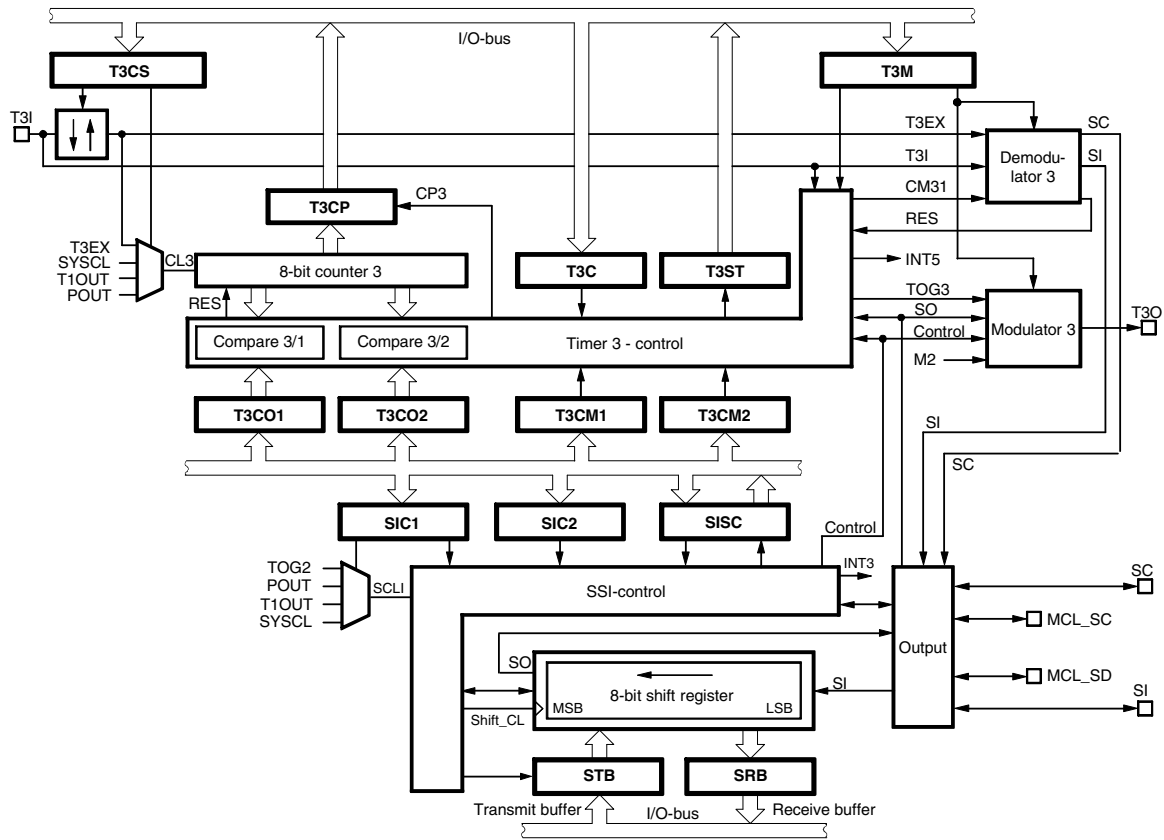 I/O-bus
T3CS
T3M
T3I
T3EX
SC
T3I
SI
Demodu-
lator 3
CP3
CM31
T3CP
RES
T3EX
SYSCL
T1OUT
POUT
CL3
8-bit counter 3
T3C
T3ST
INT5
RES
TOG3
SO
T3O
Control
Modulator 3
M2
Compare 3/1
Compare 3/2
Timer 3 - control
T3CO1
T3CO2
T3CM1
T3CM2
SI
SC
SIC1
SIC2
SISC
Control
TOG2
POUT
T1OUT
SYSCL
SCLI
INT3
SSI-control
SC
MCL_SC
Output
SO
8-bit shift register
SI
MCL_SD
SI
MSB
LSB
Shift_CL
STB
SRB
Transmit buffer
I/O-bus
Receive buffer